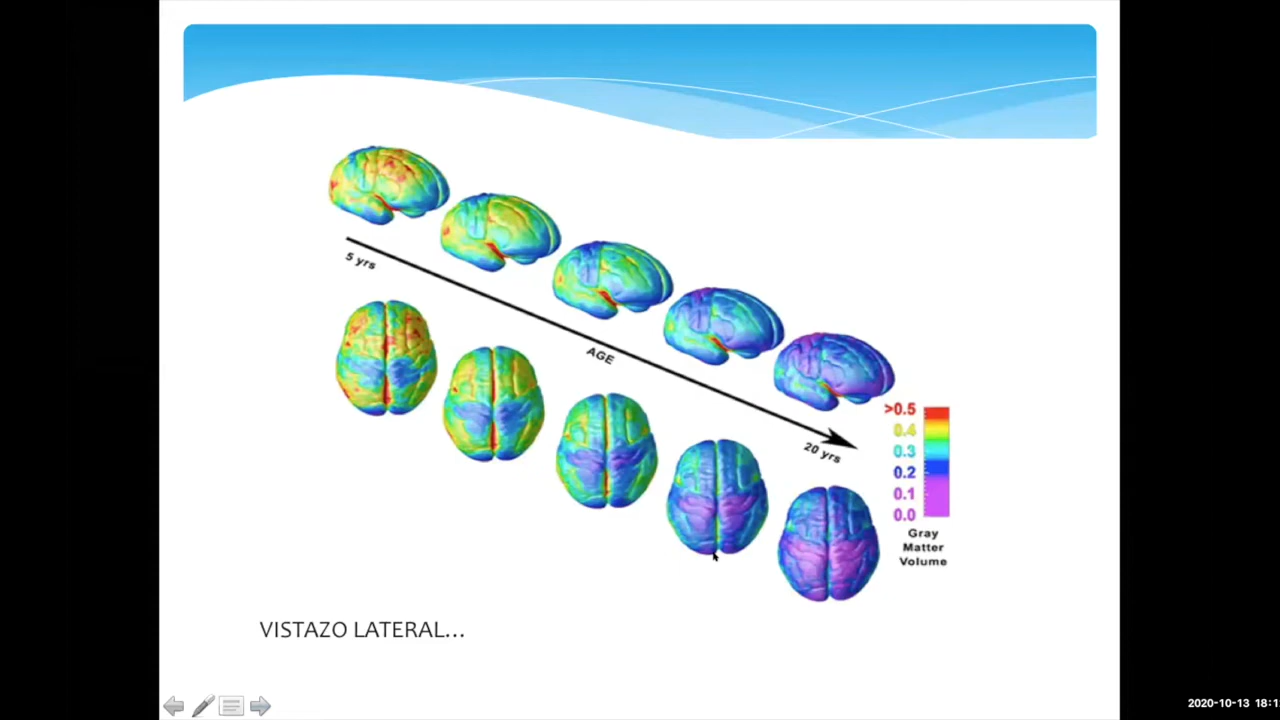 5 yrs
AGE
20 yrs
>0.5
0.4
0.3
0.2
0.1
0.0
Gray
Matter
Volume
VISTAZO LATERAL...
2020-10-13 18:1